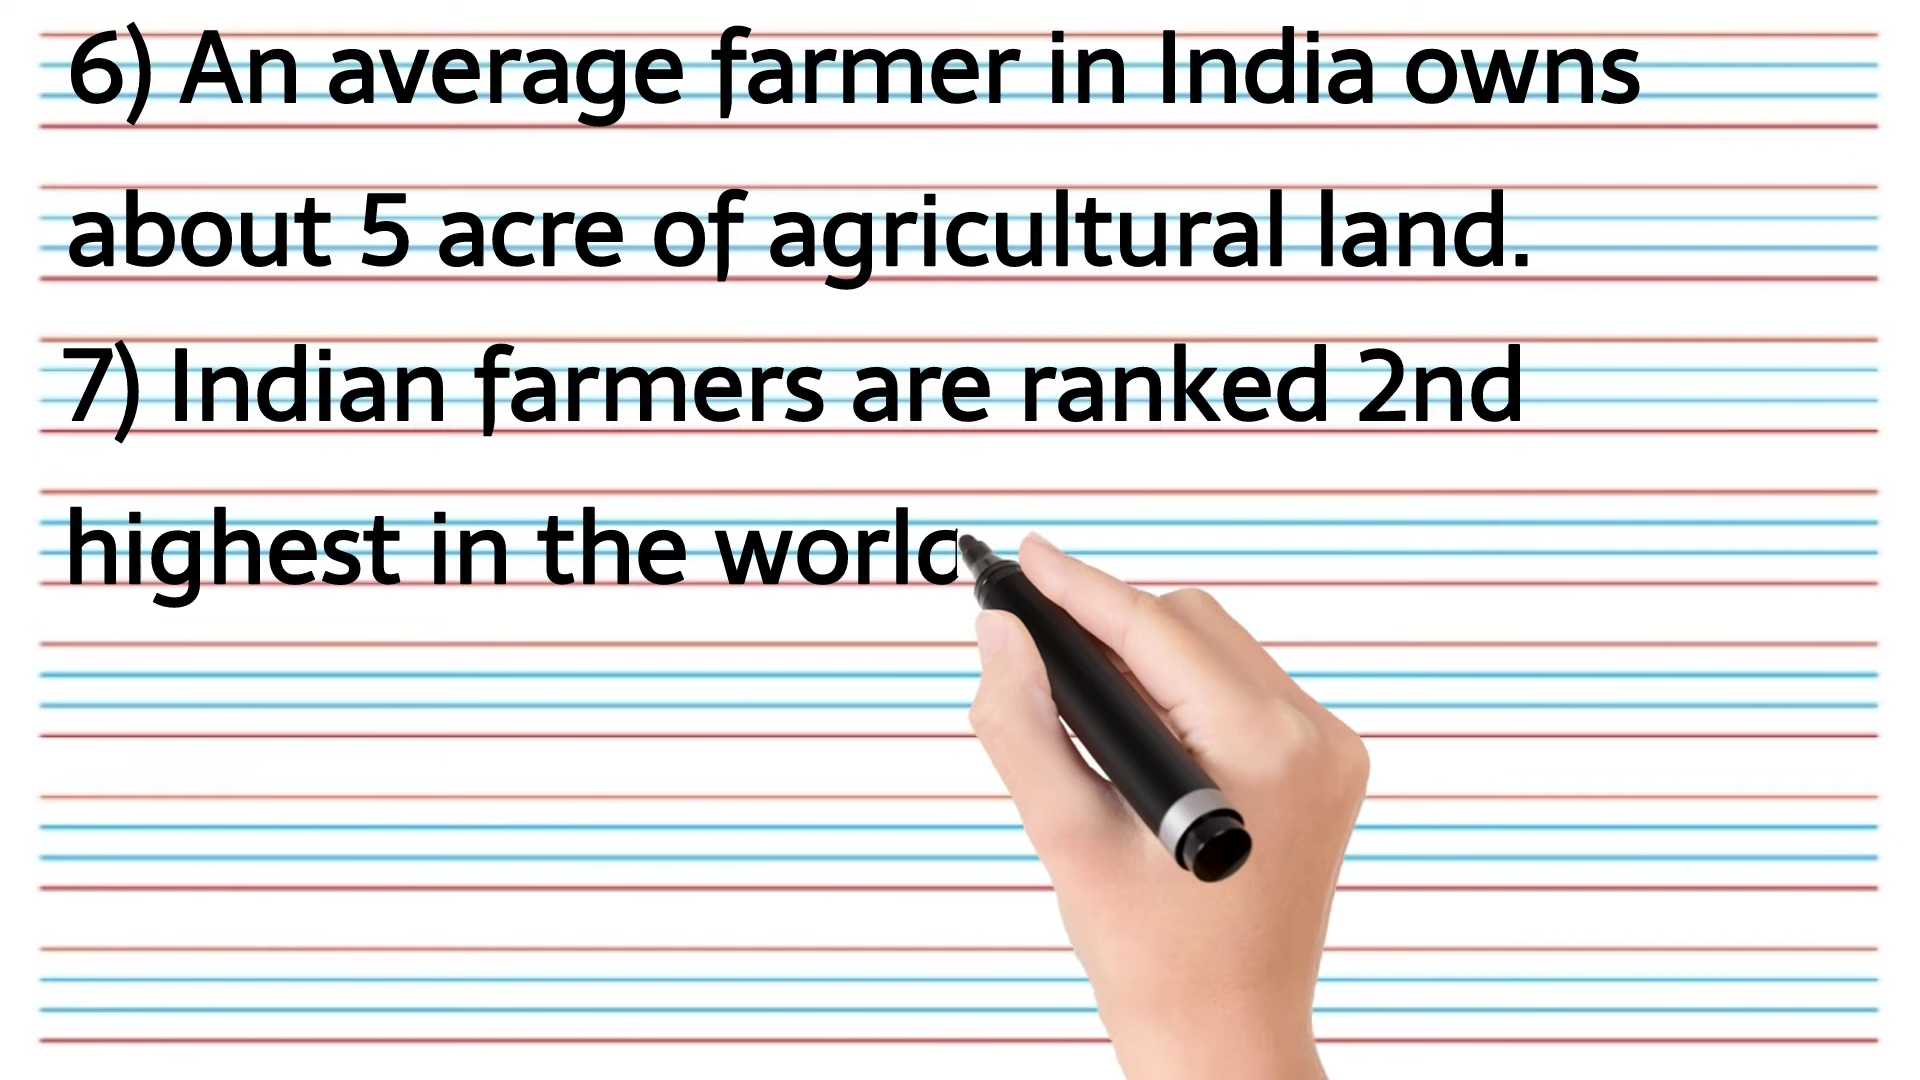 6) An average farmer in India owns
about 5 acre of agricultural land.
7) Indian farmers are ranked 2nd
highest in the world